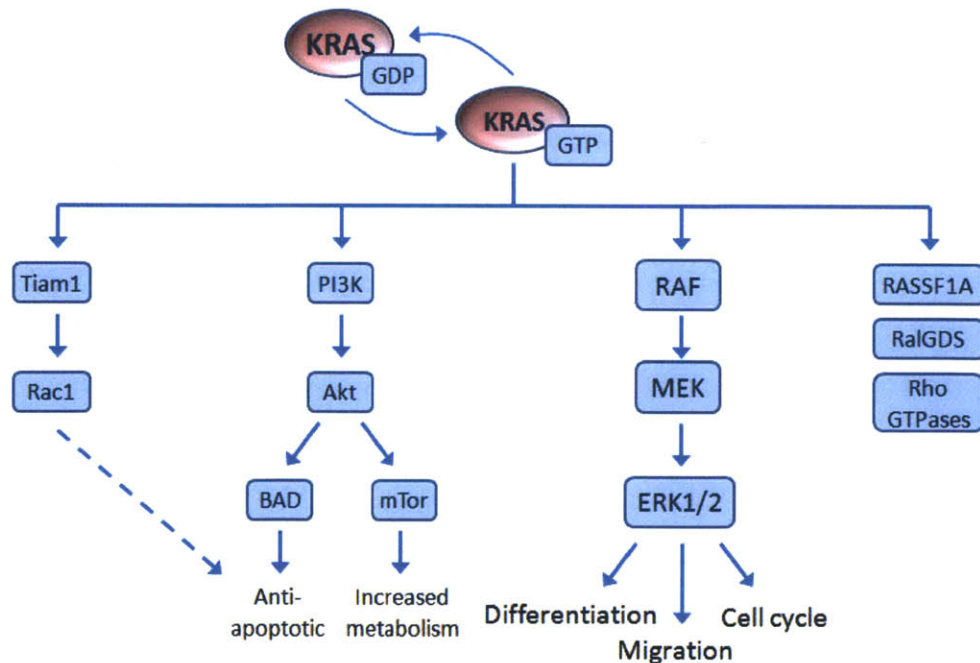 KRAS
GDP
KRAS
GTP
Tiam1
PI3K
RAF
RASSF1A
RalGDS
Rac1
Akt
MEK
Rho
GTPases
BAD
mTor
ERK1/2
Anti-
apoptotic
Increased
metabolism
Differentiation
Migration
Cell cycle